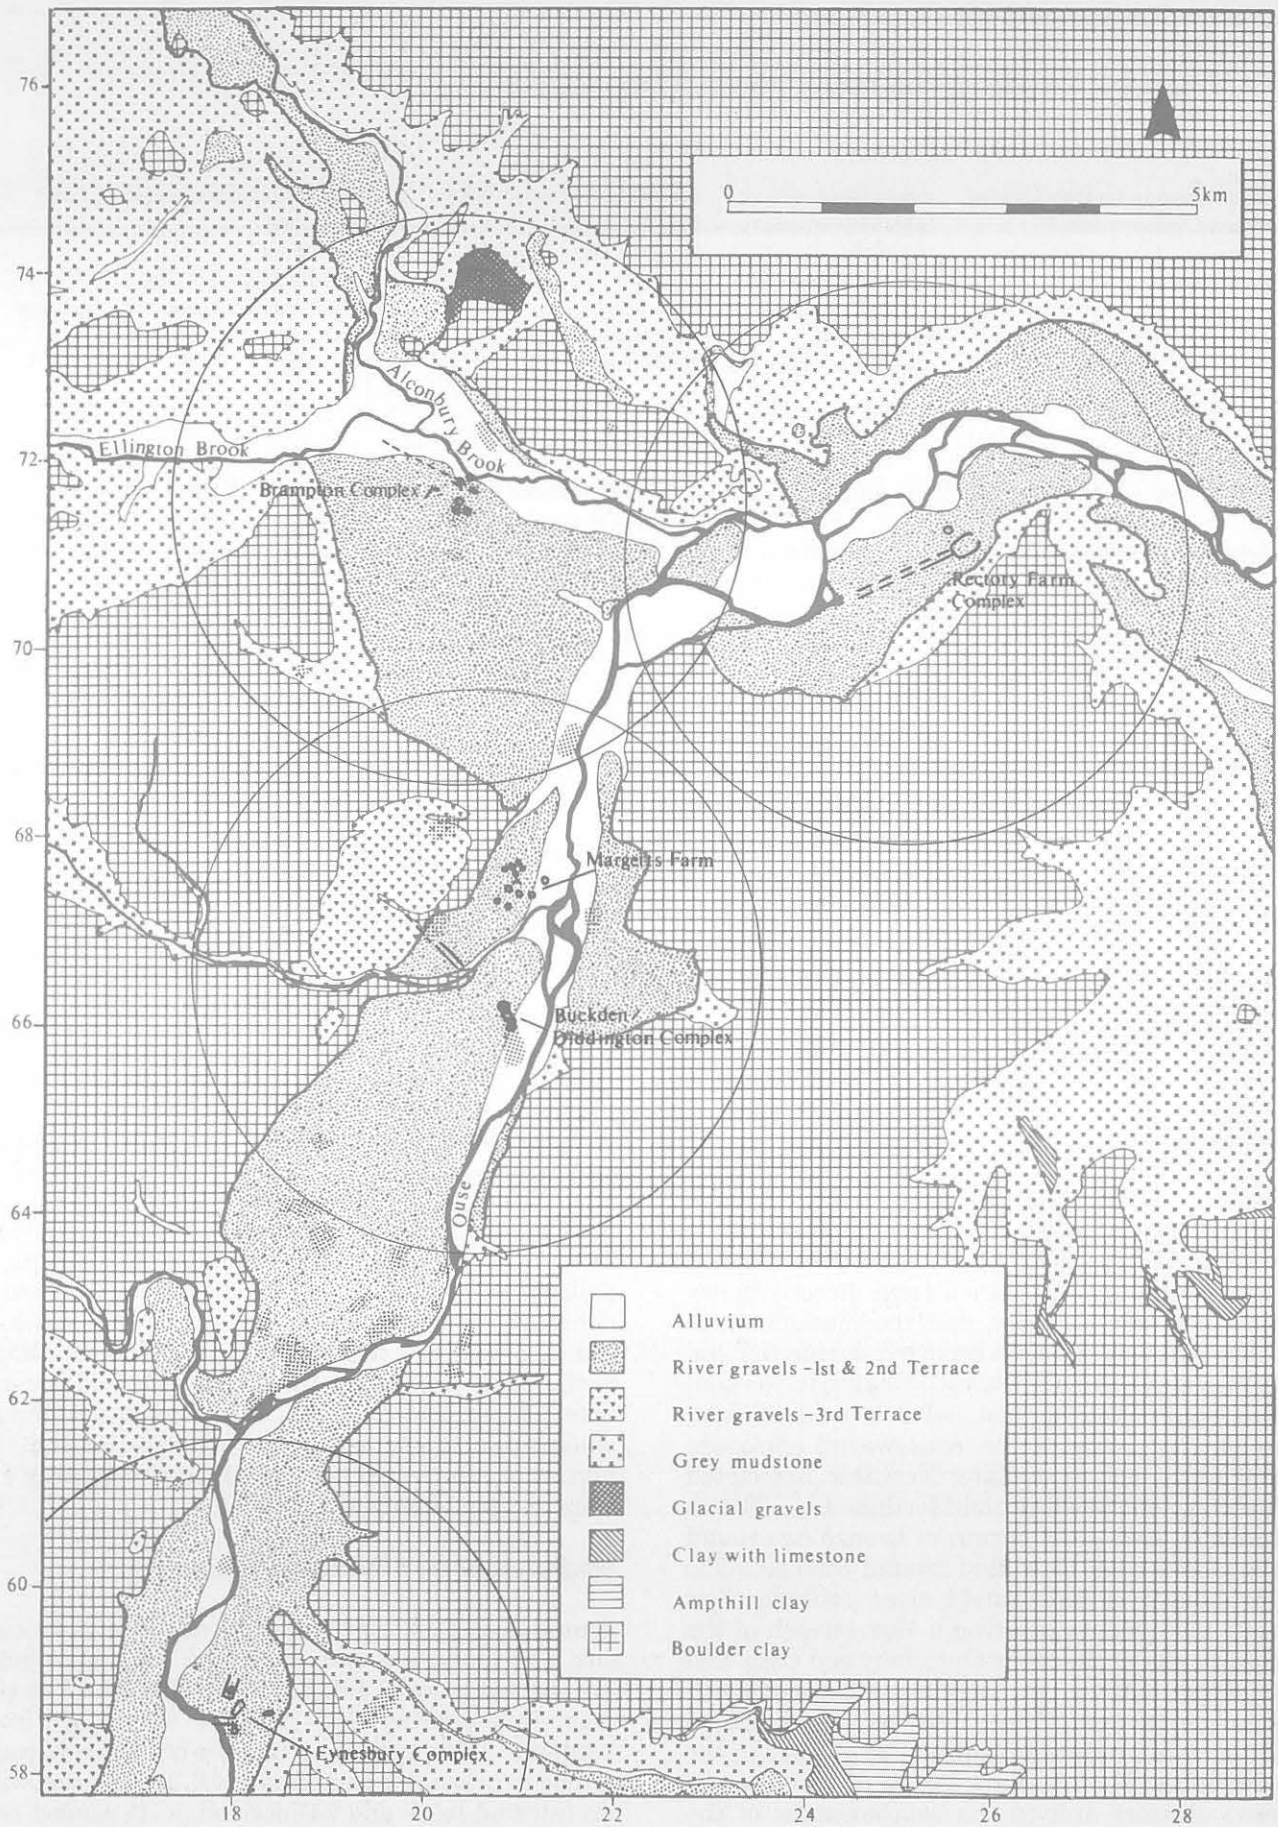 76
0
5km
74
Alconbury Brook
Ellington Brook
72
Brampton Complex
Rectory Farm
Complex
70
68
Margetts Farm
66
Buckden/
Diddington Complex
64
Ouse
Alluvium
River gravels - 1st & 2nd Terrace
62
River gravels - 3rd Terrace
Grey mudstone
Glacial gravels
Clay with limestone
60
Ampthill clay
Boulder clay
Eynesbury Complex
58
18
20
22
24
26
28